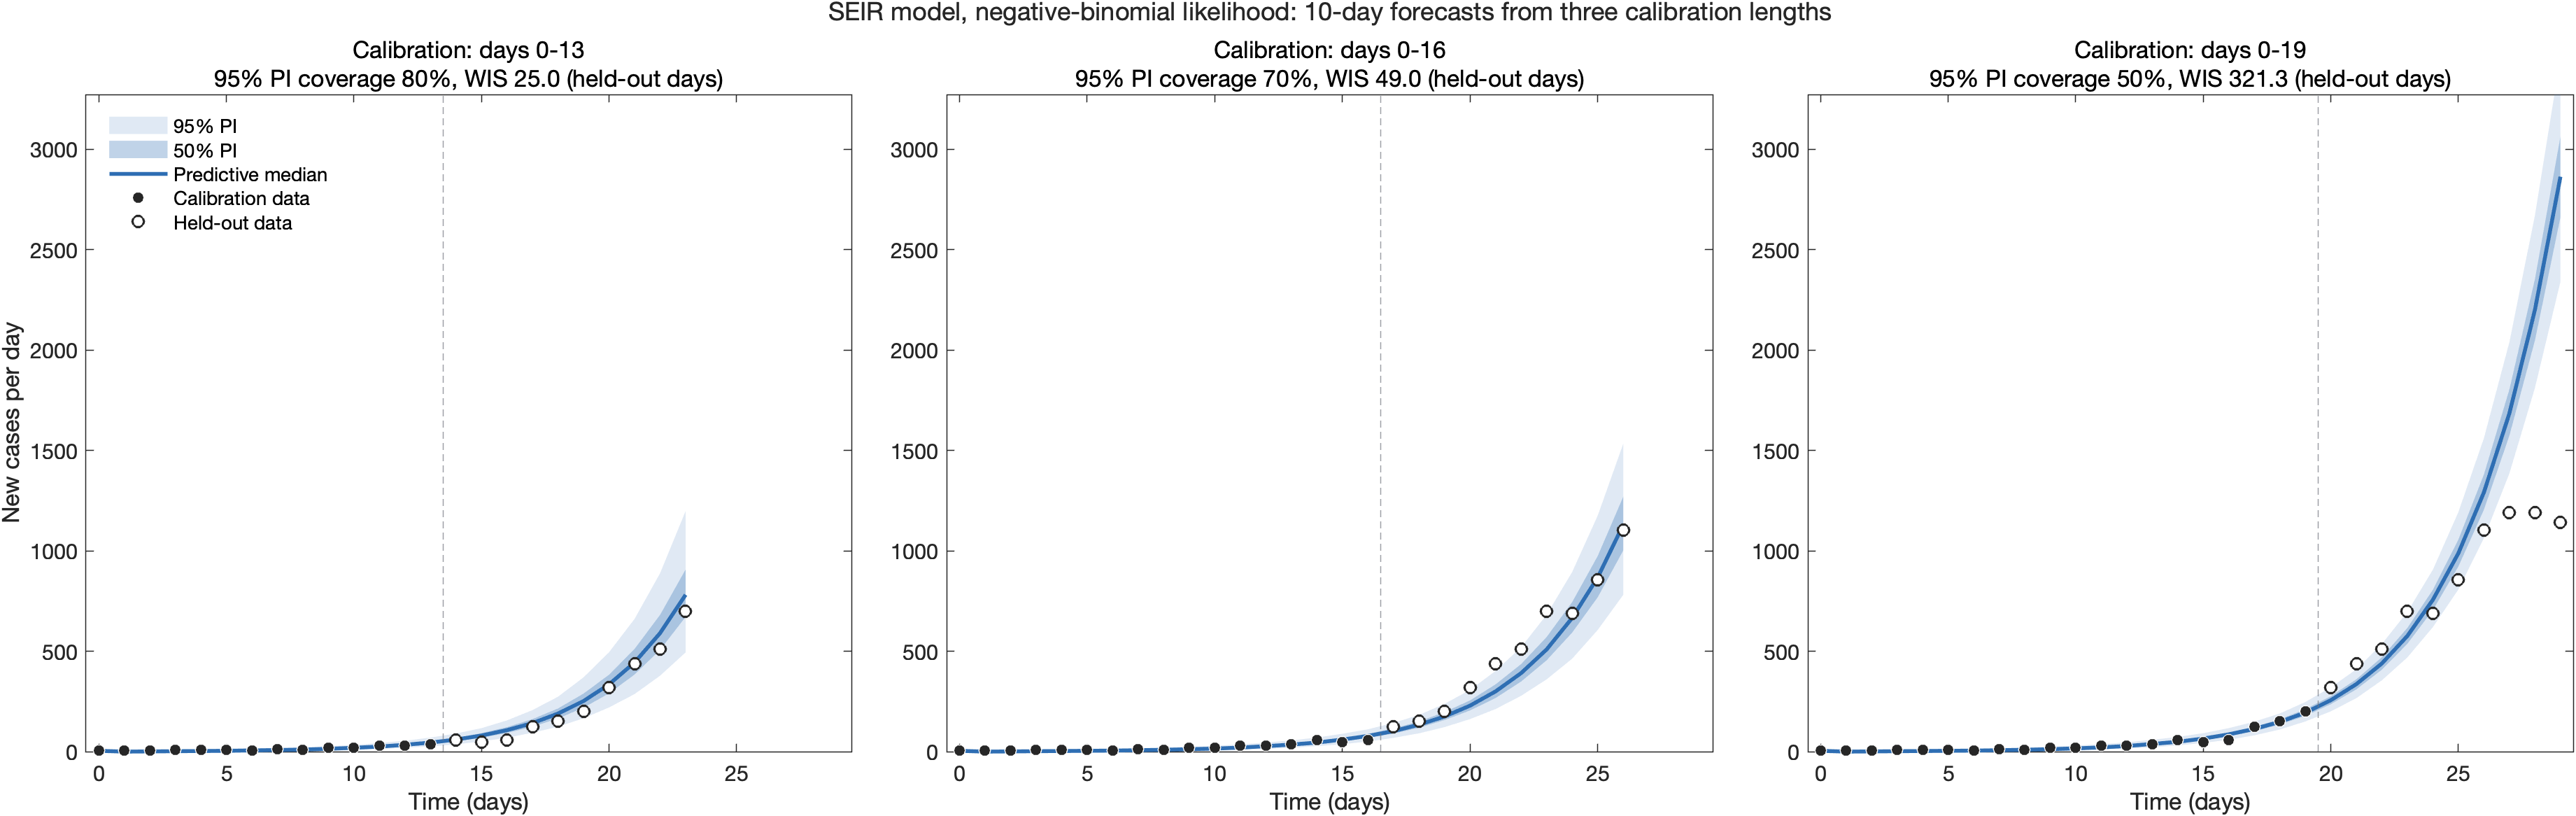 SEIR model, negative-binomial likelihood: 10-day forecasts from three calibration lengths
Calibration: days 0-13
95% PI coverage 80%, WIS 25.0 (held-out days)
95% PI
50% PI
Predictive median
Calibration data
Held-out data
New cases per day
3000
2500
2000
1500
1000
500
0
0 5 10 15 20 25
Time (days)
Calibration: days 0-16
95% PI coverage 70%, WIS 49.0 (held-out days)
3000
2500
2000
1500
1000
500
0
0 5 10 15 20 25
Time (days)
Calibration: days 0-19
95% PI coverage 50%, WIS 321.3 (held-out days)
3000
2500
2000
1500
1000
500
0
0 5 10 15 20 25
Time (days)